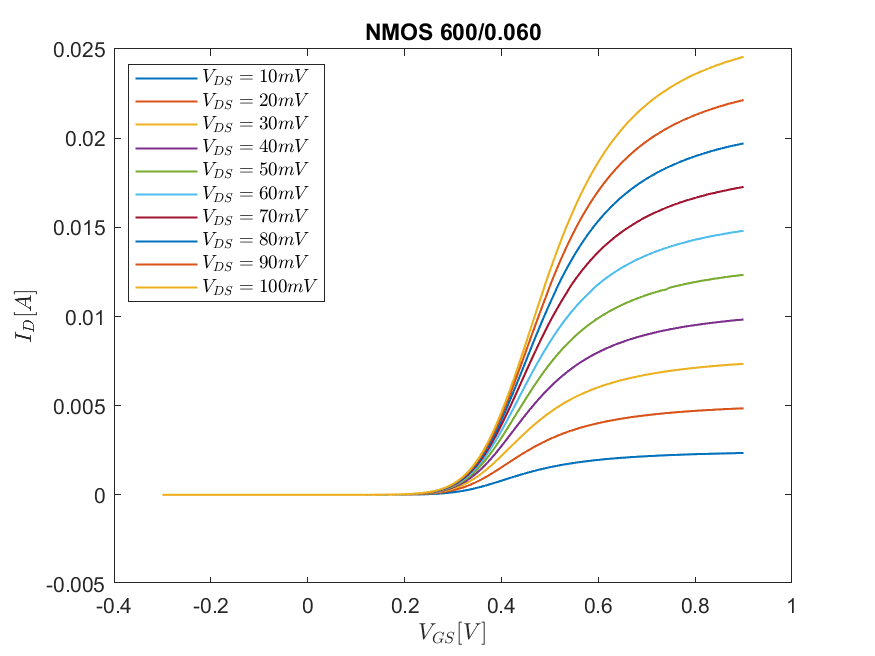 NMOS 600/0.060
0.025
0.02
0.015
0.01
0.005
0
-0.005
I_D[A]
V_DS = 10mV
V_DS = 20mV
V_DS = 30mV
V_DS = 40mV
V_DS = 50mV
V_DS = 60mV
V_DS = 70mV
V_DS = 80mV
V_DS = 90mV
V_DS = 100mV
-0.4
-0.2
0
0.2
0.4
0.6
0.8
1
V_GS[V]